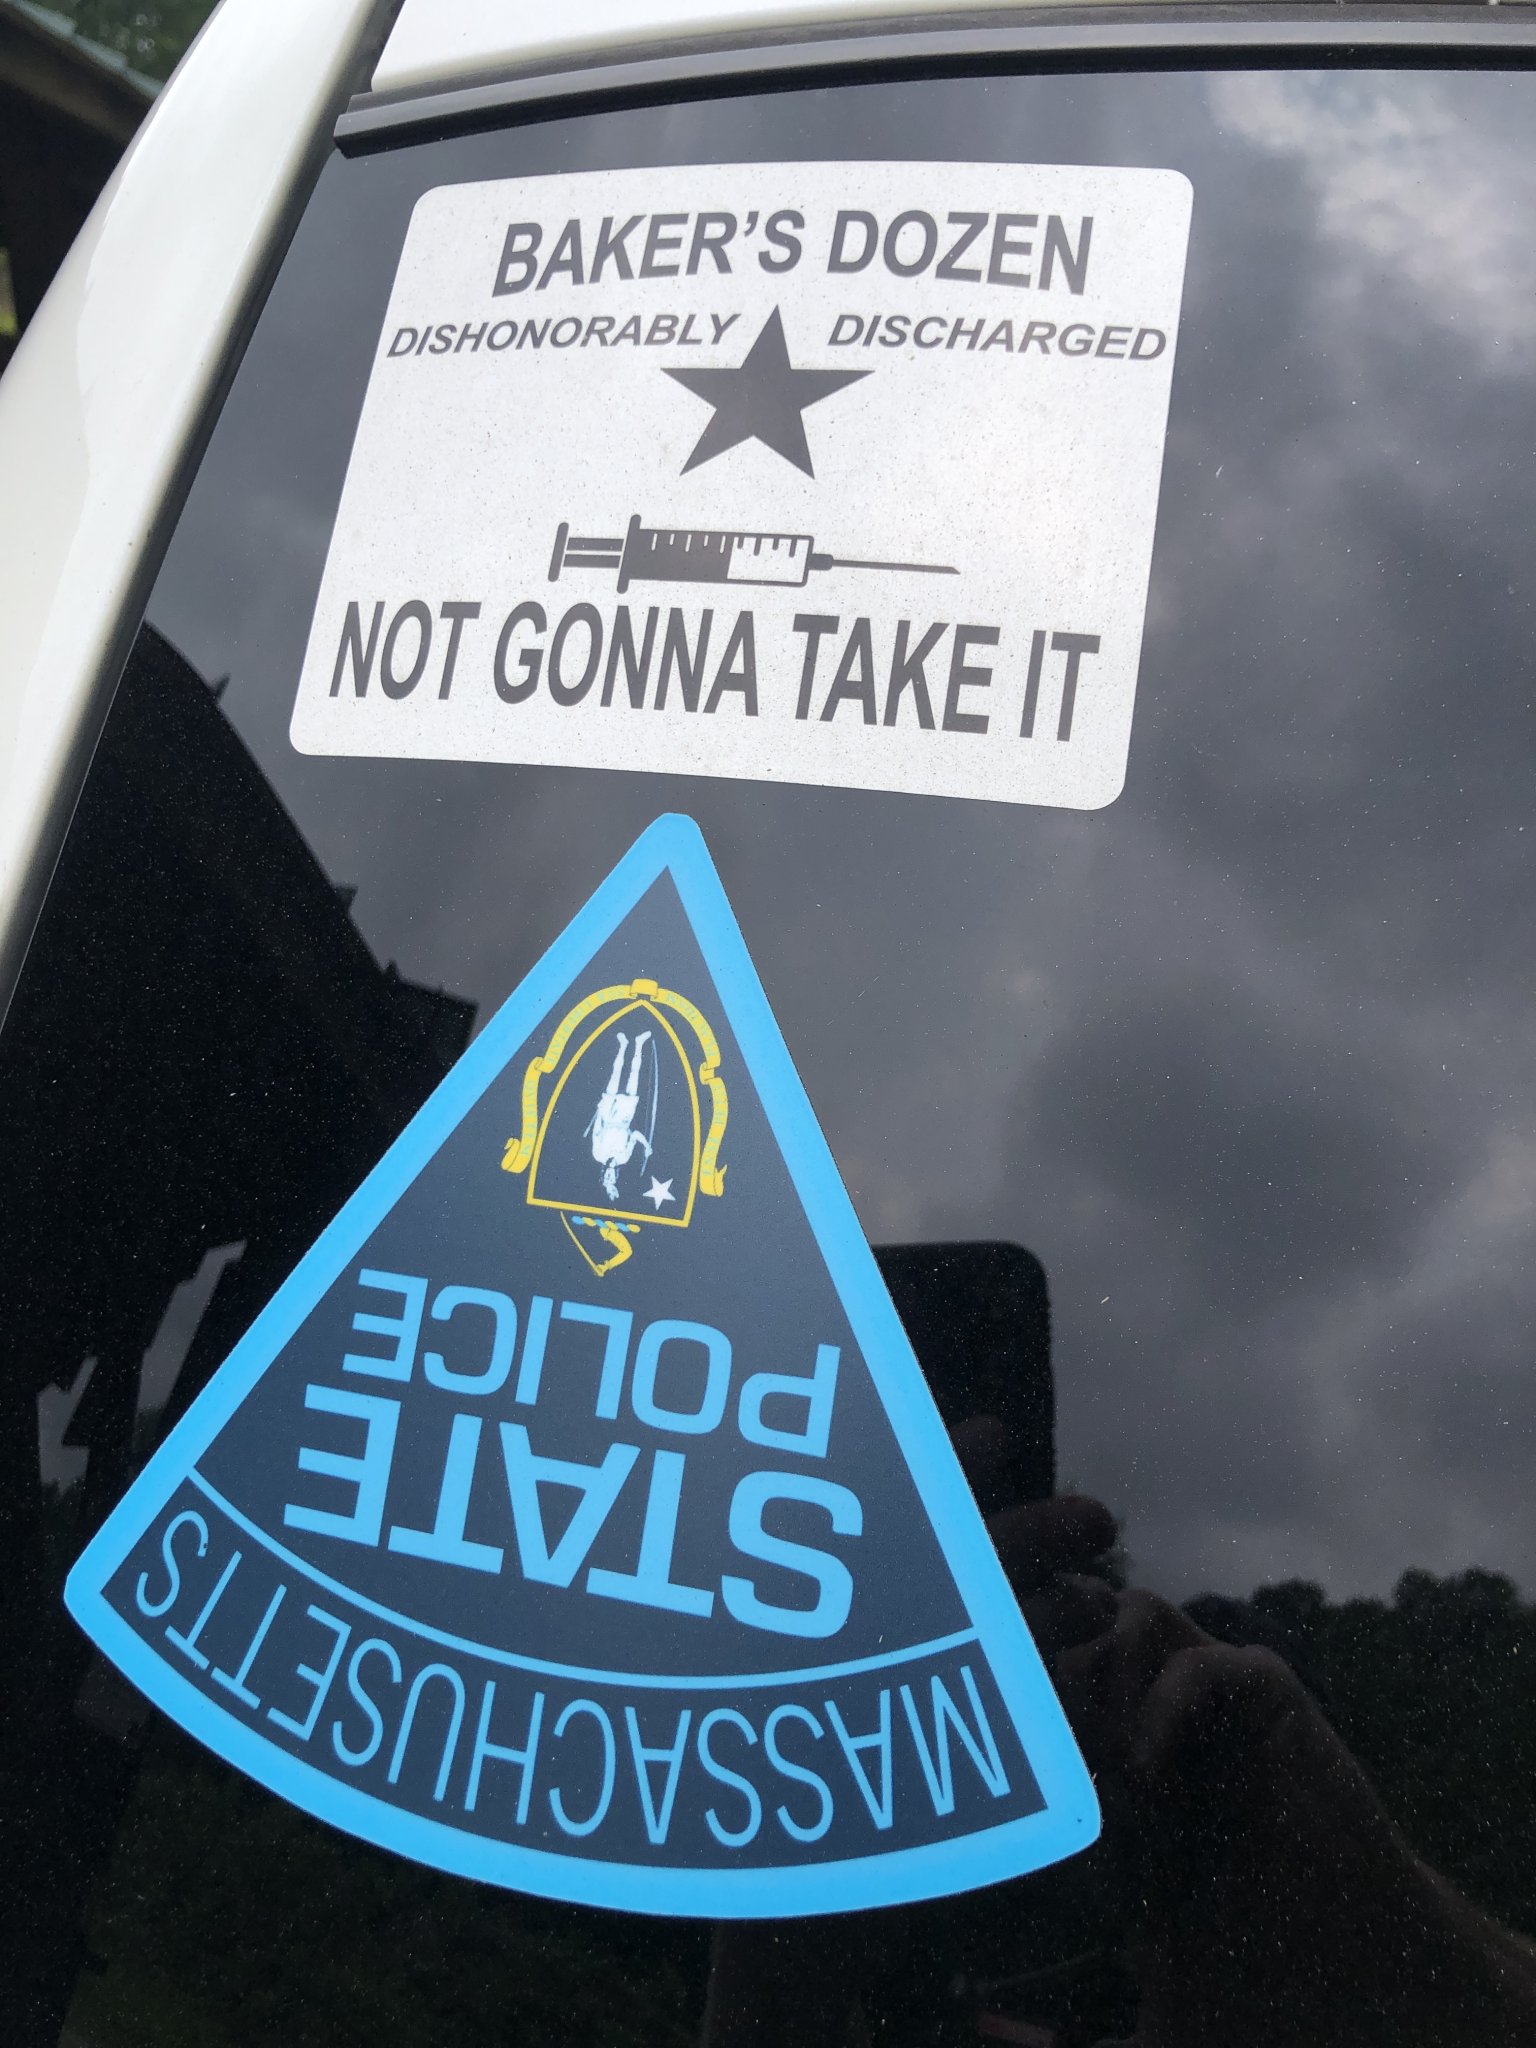 BAKER'S DOZEN
DISHONORABLY DISCHARGED
NOT GONNA TAKE IT
MASSACHUSETTS
STATE
POLICE